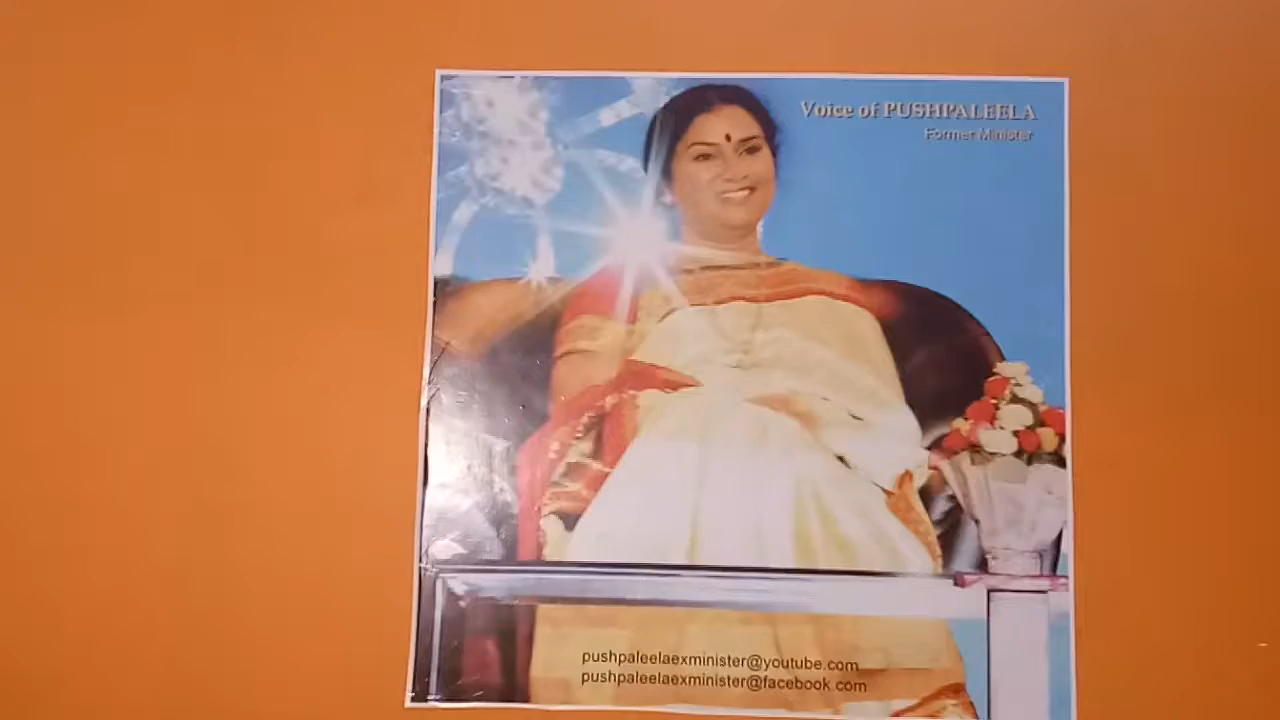 Voice of PUSHPALEELA
Former Minister
pushpaleelaexminister@youtube.com
pushpaleelaexminister@facebook.com